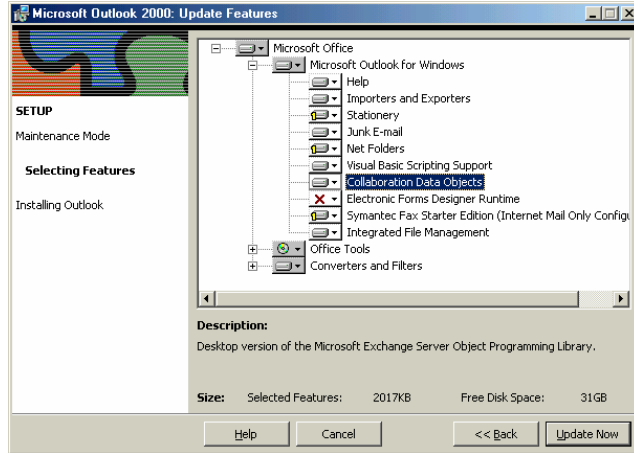 Microsoft Outlook 2000: Update Features
SETUP
Maintenance Mode
Selecting Features
Installing Outlook
Microsoft Office
Microsoft Outlook for Windows
Help
Importers and Exporters
Stationery
Junk E-mail
Net Folders
Visual Basic Scripting Support
Collaboration Data Objects
Electronic Forms Designer Runtime
Symantec Fax Starter Edition (Internet Mail Only Configu
Integrated File Management
Office Tools
Converters and Filters
Description:
Desktop version of the Microsoft Exchange Server Object Programming Library.
Size: Selected Features: 2017KB Free Disk Space: 31GB
Help Cancel << Back Update Now